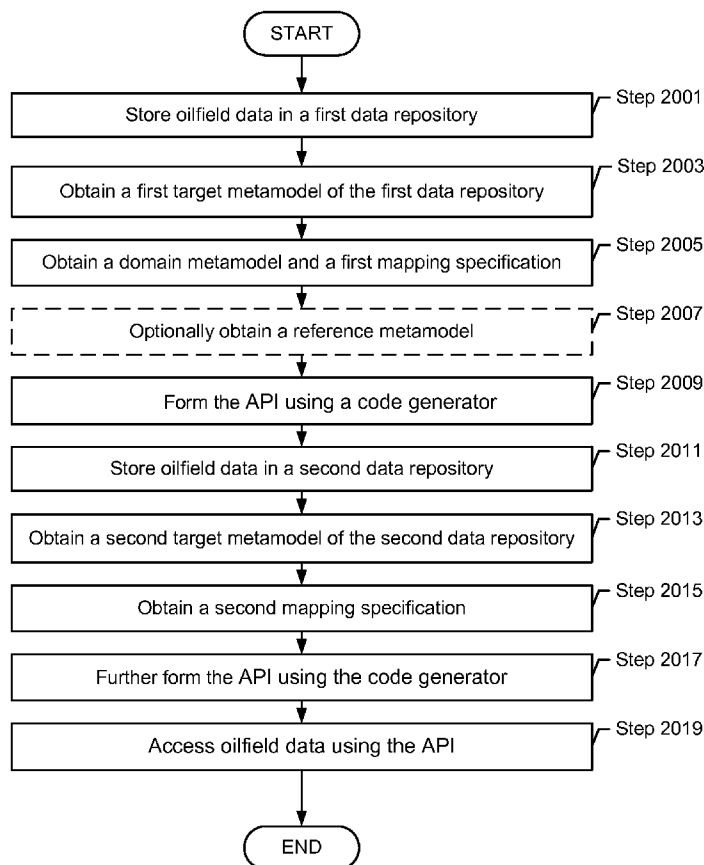 START
Step 2001
Store oilfield data in a first data repository
Step 2003
Obtain a first target metamodel of the first data repository
Step 2005
Obtain a domain metamodel and a first mapping specification
Step 2007
Optionally obtain a reference metamodel
Step 2009
Form the API using a code generator
Step 2011
Store oilfield data in a second data repository
Step 2013
Obtain a second target metamodel of the second data repository
Step 2015
Obtain a second mapping specification
Step 2017
Further form the API using the code generator
Step 2019
Access oilfield data using the API
END